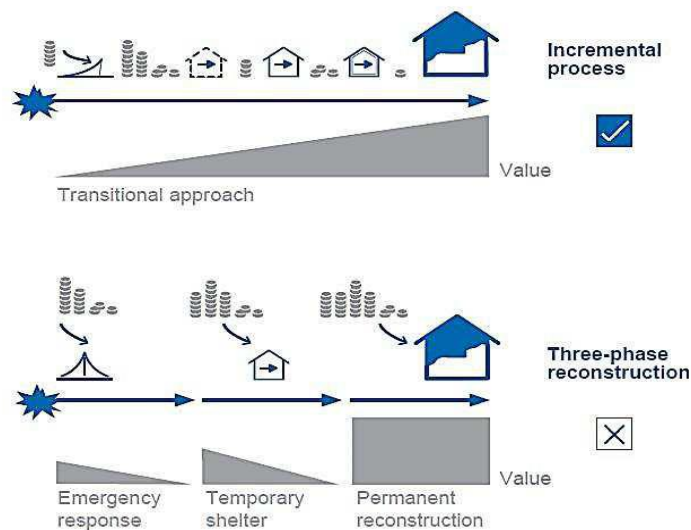 Incremental
process
Value
Transitional approach
Three-phase
reconstruction
Value
Emergency
response
Temporary
shelter
Permanent
reconstruction